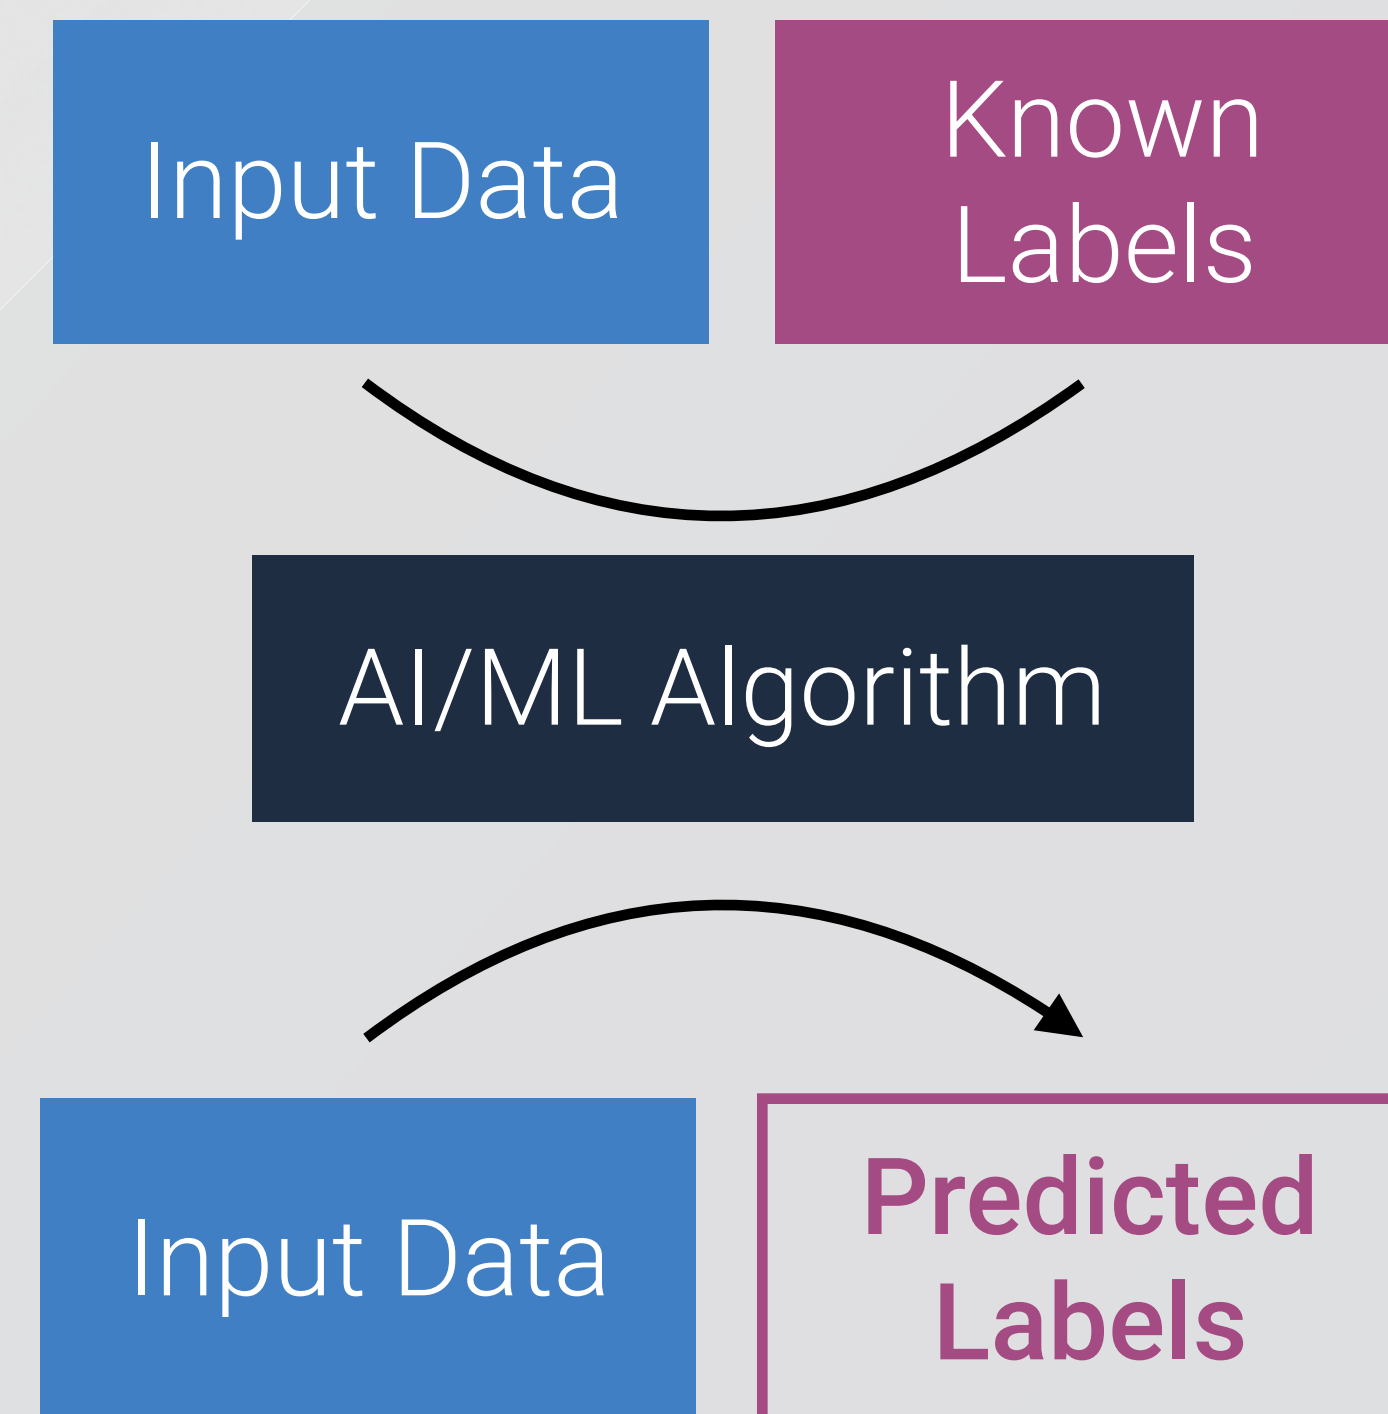 Input Data
Known
Labels
AI/ML Algorithm
Input Data
Predicted
Labels